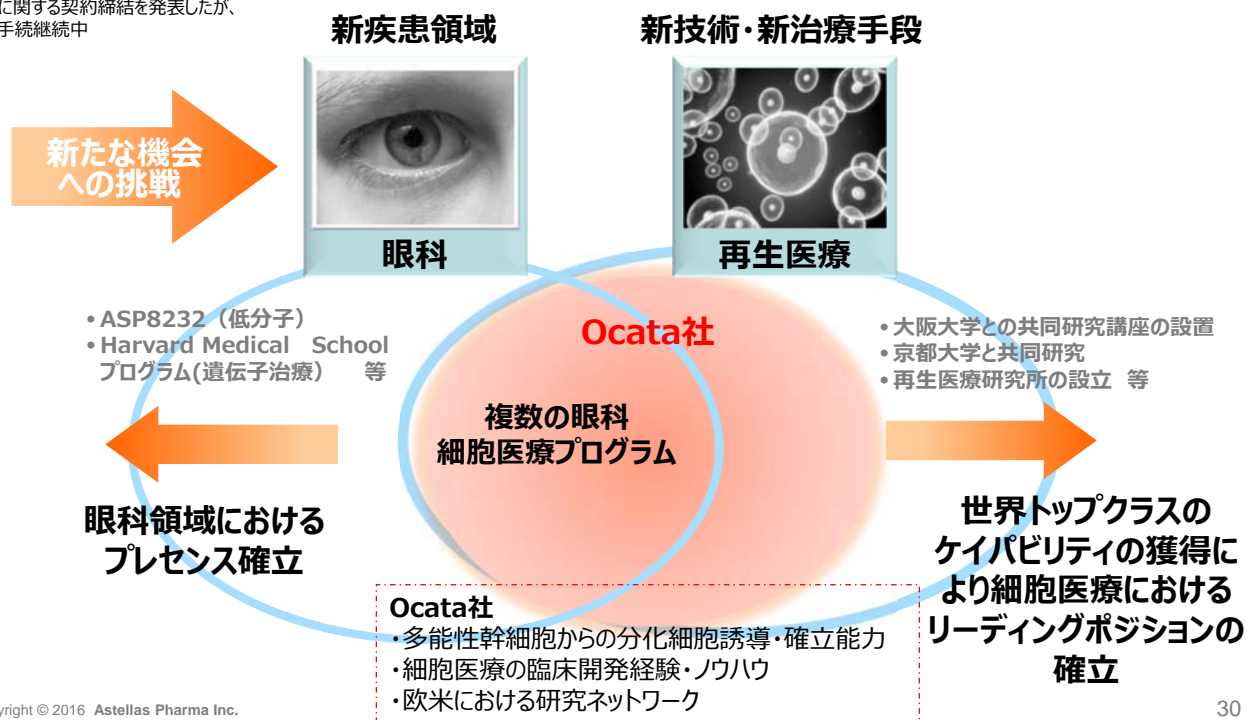 に関する契約締結を発表したが、
手続継続中
新疾患領域
新技術・新治療手段
新たな機会
への挑戦
眼科
再生医療
• ASP8232（低分子）
• Harvard Medical School
プログラム(遺伝子治療） 等
Ocata社
• 大阪大学との共同研究講座の設置
• 京都大学と共同研究
• 再生医療研究所の設立 等
複数の眼科
細胞医療プログラム
眼科領域における
プレセンス確立
世界トップクラスの
ケイパビリティの獲得に
より細胞医療における
リーディングポジションの
確立
Ocata社
・多能性幹細胞からの分化細胞誘導・確立能力
・細胞医療の臨床開発経験・ノウハウ
・欧米における研究ネットワーク
yright © 2016 Astellas Pharma Inc.
30